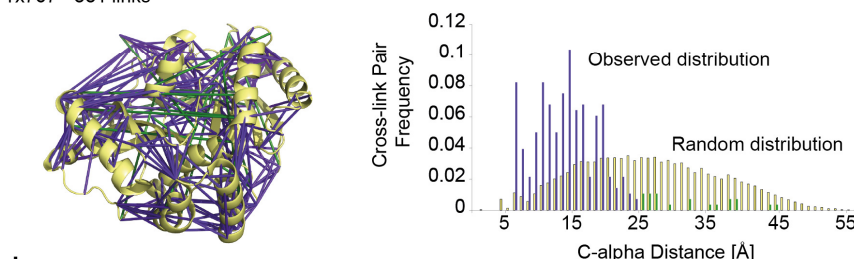 0.12
0.1
0.08
0.06
0.04
0.02
0
Cross-link Pair
Frequency
Observed distribution
Random distribution
5 15 25 35 45 55
C-alpha Distance [Å]